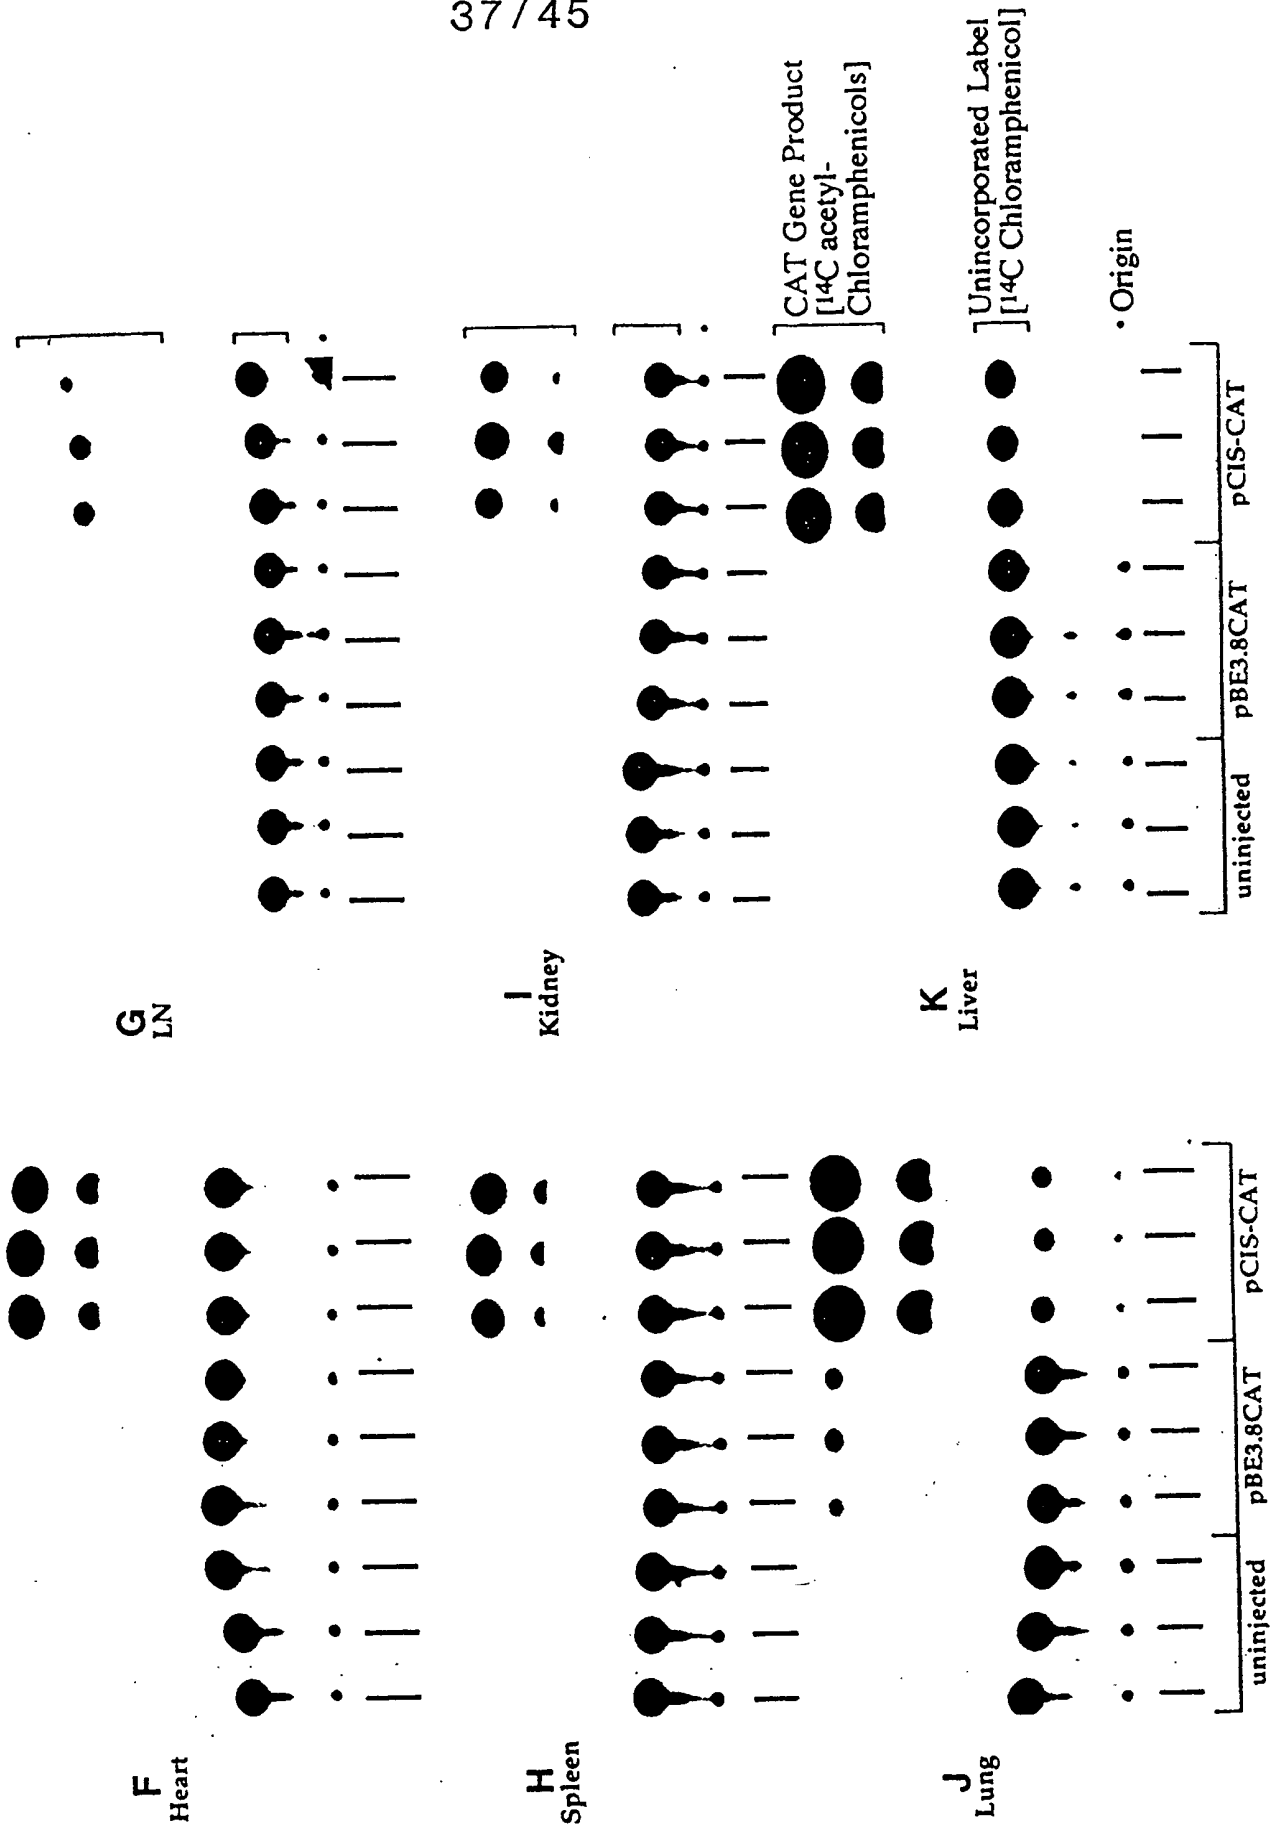 37/45
F
Heart
G
LN
H
Spleen
I
Kidney
J
Lung
K
Liver
CAT Gene Product
[¹⁴C acetyl-
Chloramphenicols]
Unincorporated Label
[¹⁴C Chloramphenicol]
• Origin
uninjected
pBE3.8CAT
pCIS-CAT
uninjected
pBE3.8CAT
pCIS-CAT